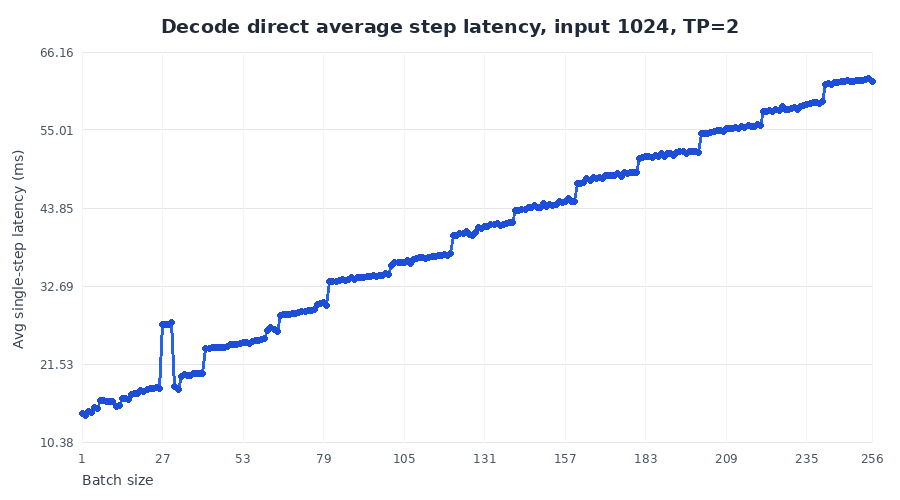 Decode direct average step latency, input 1024, TP=2
66.16
55.01
43.85
32.69
21.53
10.38
Avg single-step latency (ms)
1 27 53 79 105 131 157 183 209 235 256
Batch size